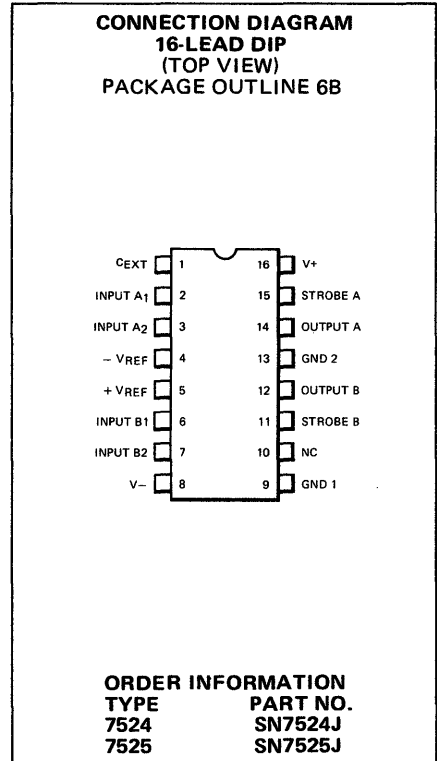 CONNECTION DIAGRAM
16-LEAD DIP
(TOP VIEW)
PACKAGE OUTLINE 6B
CEXT 1 16 V+
INPUT A1 2 15 STROBE A
INPUT A2 3 14 OUTPUT A
− VREF 4 13 GND 2
+ VREF 5 12 OUTPUT B
INPUT B1 6 11 STROBE B
INPUT B2 7 10 NC
V− 8 9 GND 1
ORDER INFORMATION
TYPE PART NO.
7524 SN7524J
7525 SN7525J